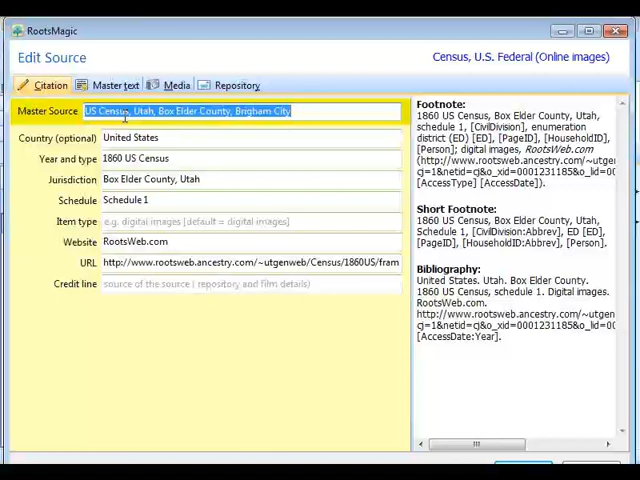 RootsMagic
Edit Source
Census, U.S. Federal (Online images)
Citation
Master text
Media
Repository
Master Source US Census, Utah, Box Elder County, Brigham City
Country (optional) United States
Year and type 1860 US Census
Jurisdiction Box Elder County, Utah
Schedule Schedule 1
Item type e.g. digital images [default = digital images)
Website RootsWeb.com
URL http://www.rootsweb.ancestry.com/~utgenweb/Census/1860US/fram
Credit line source of the source ( repository and film details)
Footnote:
1860 US Census, Box Elder County, Utah,
schedule 1, [CivilDivision], enumeration
district (ED) [ED], [PageID], [HouseholdID],
[Person]; digital images, RootsWeb.com
(http://www.rootsweb.ancestry.com/~utgen
cj=1&netid=cj&o_xid=0001231185&o_lid=00
[AccessType] [AccessDate]).
Short Footnote:
1860 US Census, Box Elder County, Utah,
Schedule 1, [CivilDivision:Abbrev], ED [ED],
[PageID], [HouseholdID:Abbrev], [Person].
Bibliography:
United States. Utah. Box Elder County.
1860 US Census, schedule 1. Digital images.
RootsWeb.com.
http://www.rootsweb.ancestry.com/~utgenw
cj=1&netid=cj&o_xid=0001231185&o_lid=00
[AccessDate:Year].